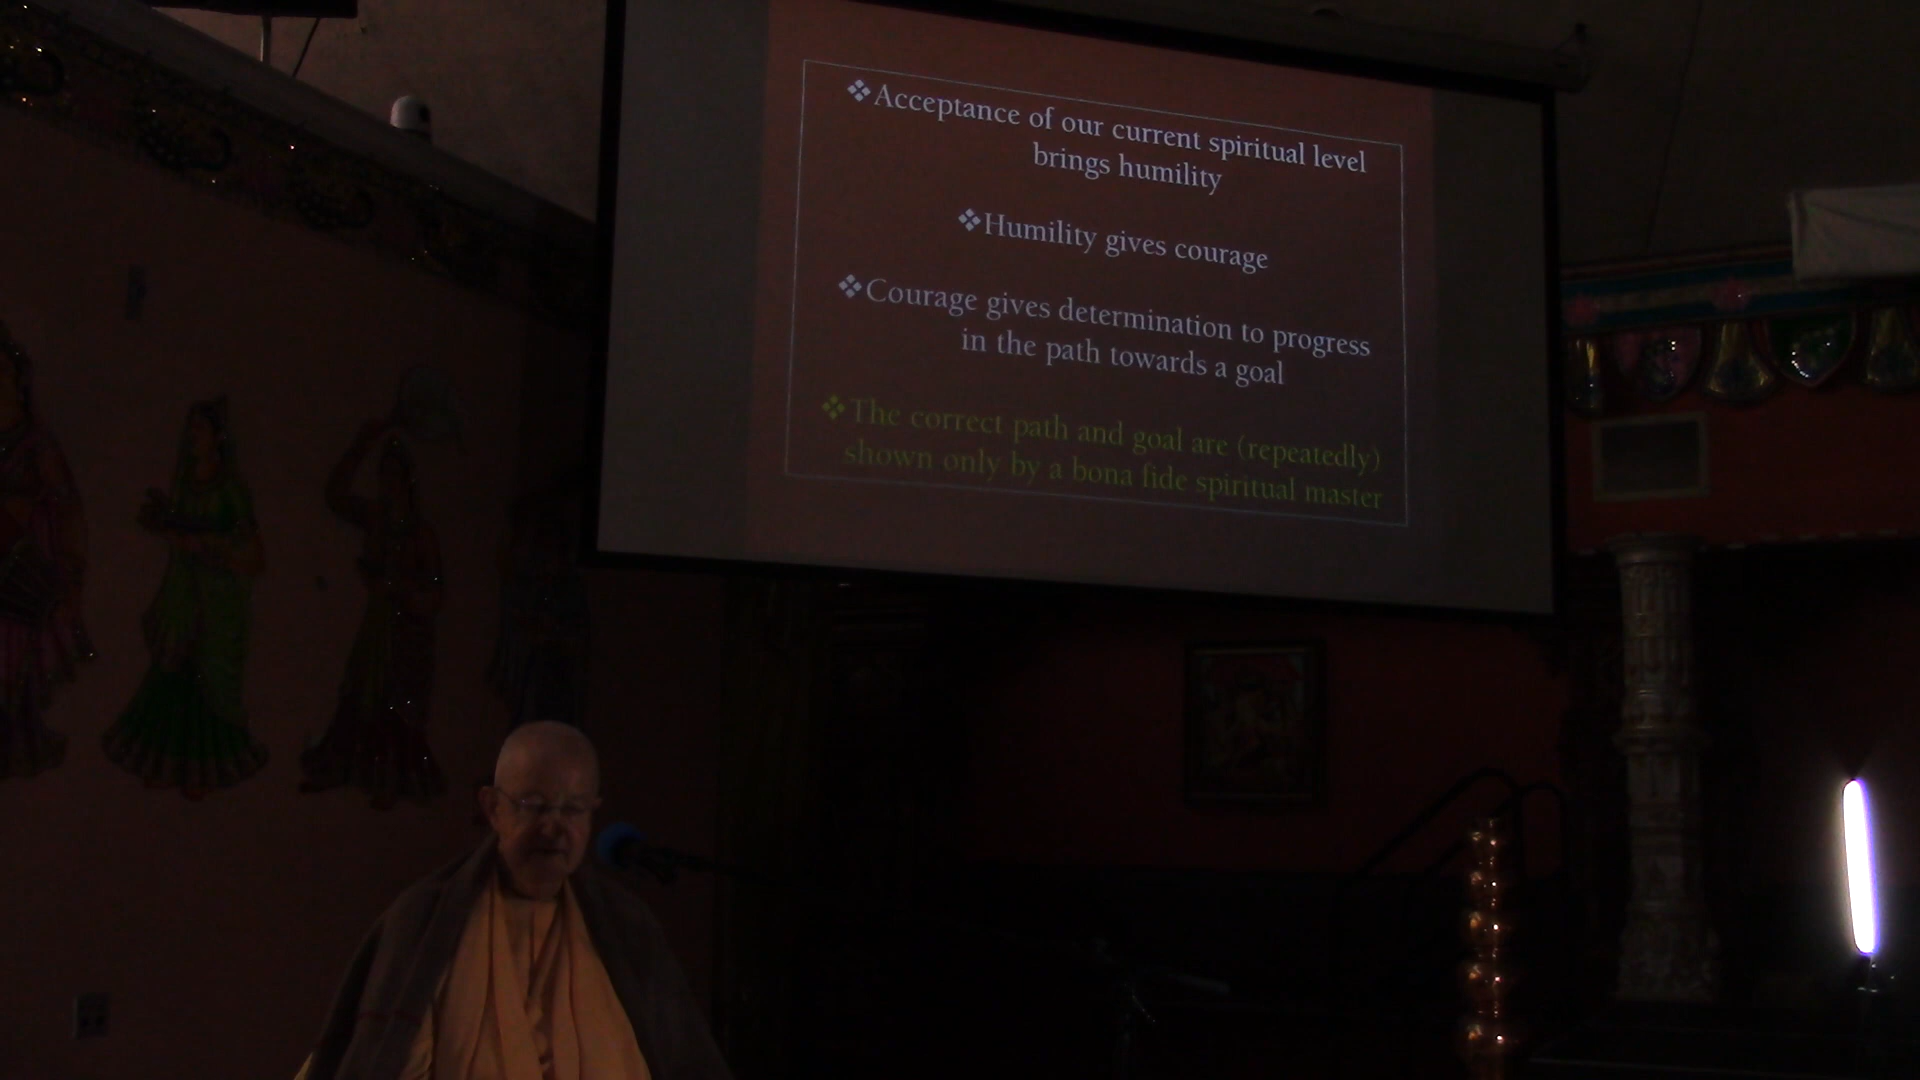 ❖Acceptance of our current spiritual level
brings humility
❖Humility gives courage
❖Courage gives determination to progress
in the path towards a goal
❖The correct path and goal are (repeatedly)
shown only by a bona fide spiritual master